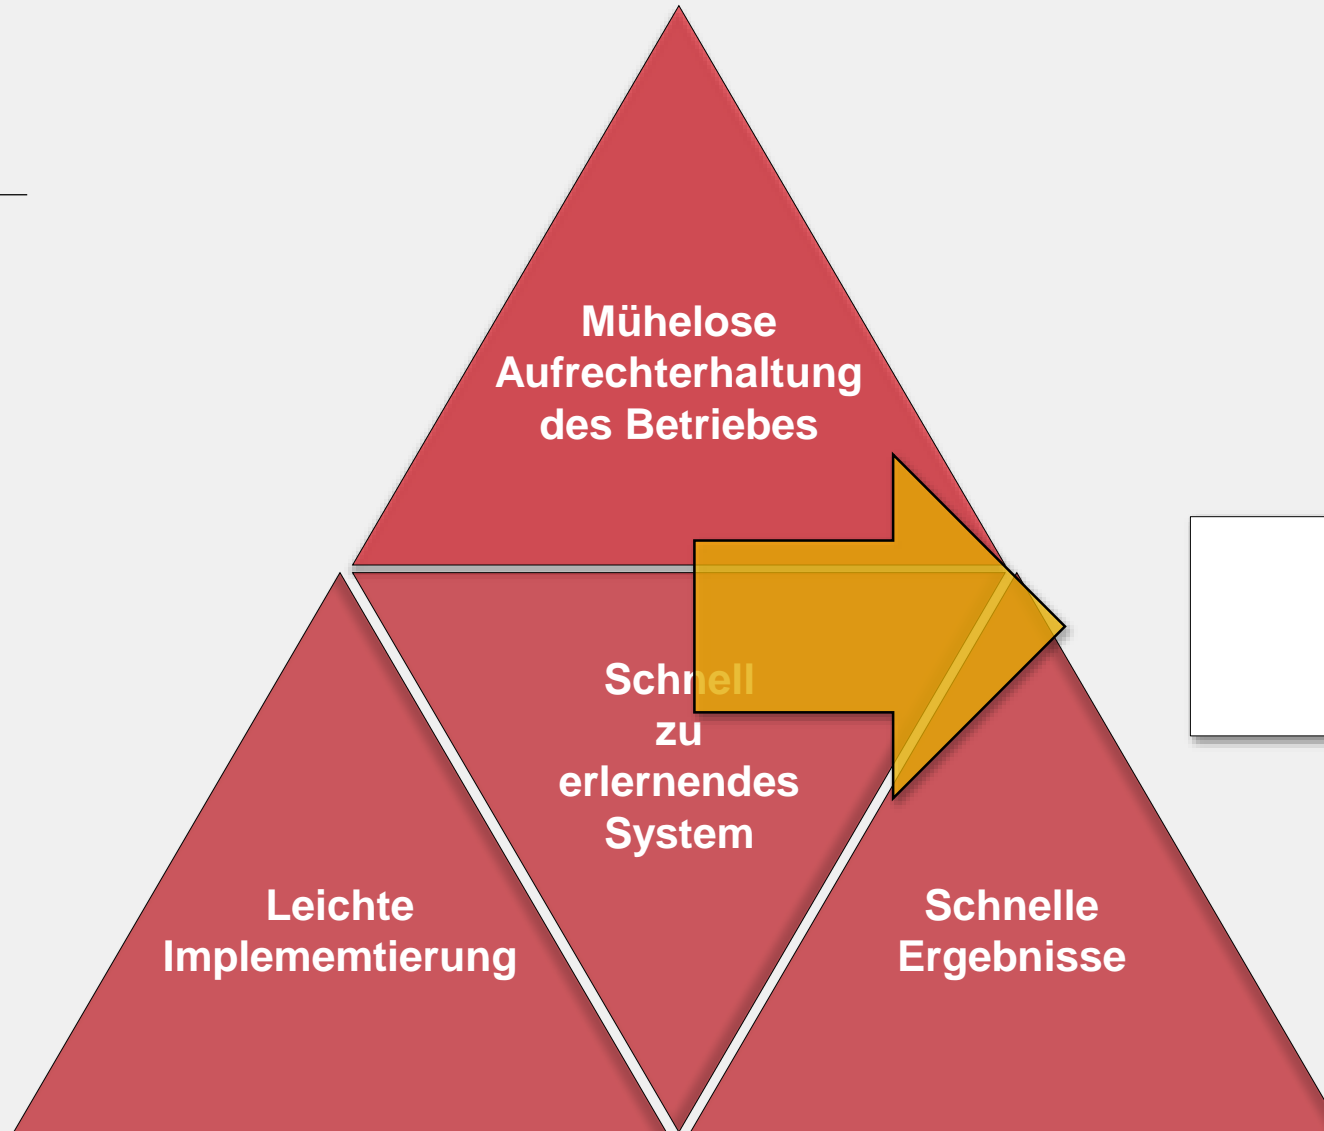 Mühelose
Aufrechterhaltung
des Betriebes
Schnell
zu
erlernendes
System
Leichte
Implememtierung
Schnelle
Ergebnisse